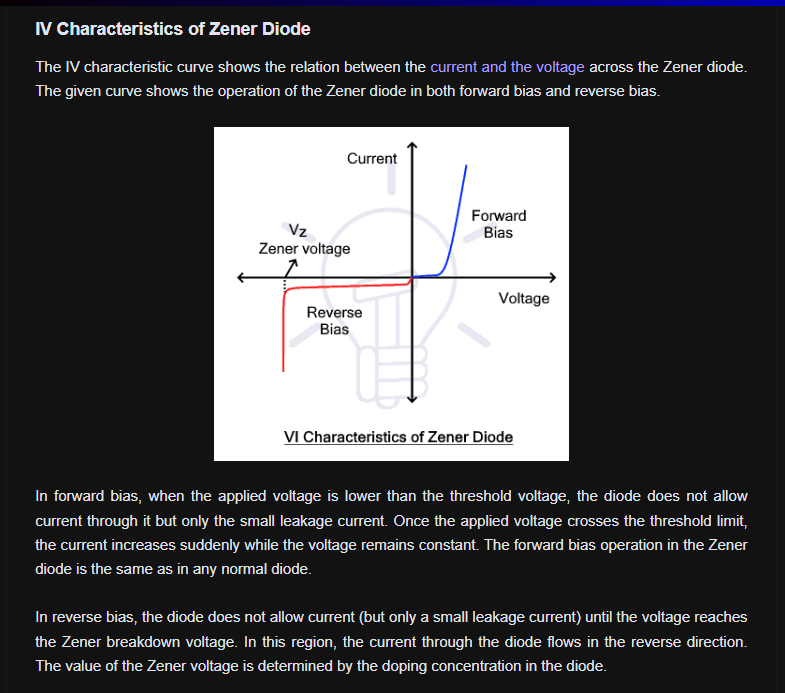 IV Characteristics of Zener Diode
The IV characteristic curve shows the relation between the current and the voltage across the Zener diode.
The given curve shows the operation of the Zener diode in both forward bias and reverse bias.
Current
Forward
Bias
Vz
Zener voltage
Voltage
Reverse
Bias
VI Characteristics of Zener Diode
In forward bias, when the applied voltage is lower than the threshold voltage, the diode does not allow
current through it but only the small leakage current. Once the applied voltage crosses the threshold limit,
the current increases suddenly while the voltage remains constant. The forward bias operation in the Zener
diode is the same as in any normal diode.
In reverse bias, the diode does not allow current (but only a small leakage current) until the voltage reaches
the Zener breakdown voltage. In this region, the current through the diode flows in the reverse direction.
The value of the Zener voltage is determined by the doping concentration in the diode.